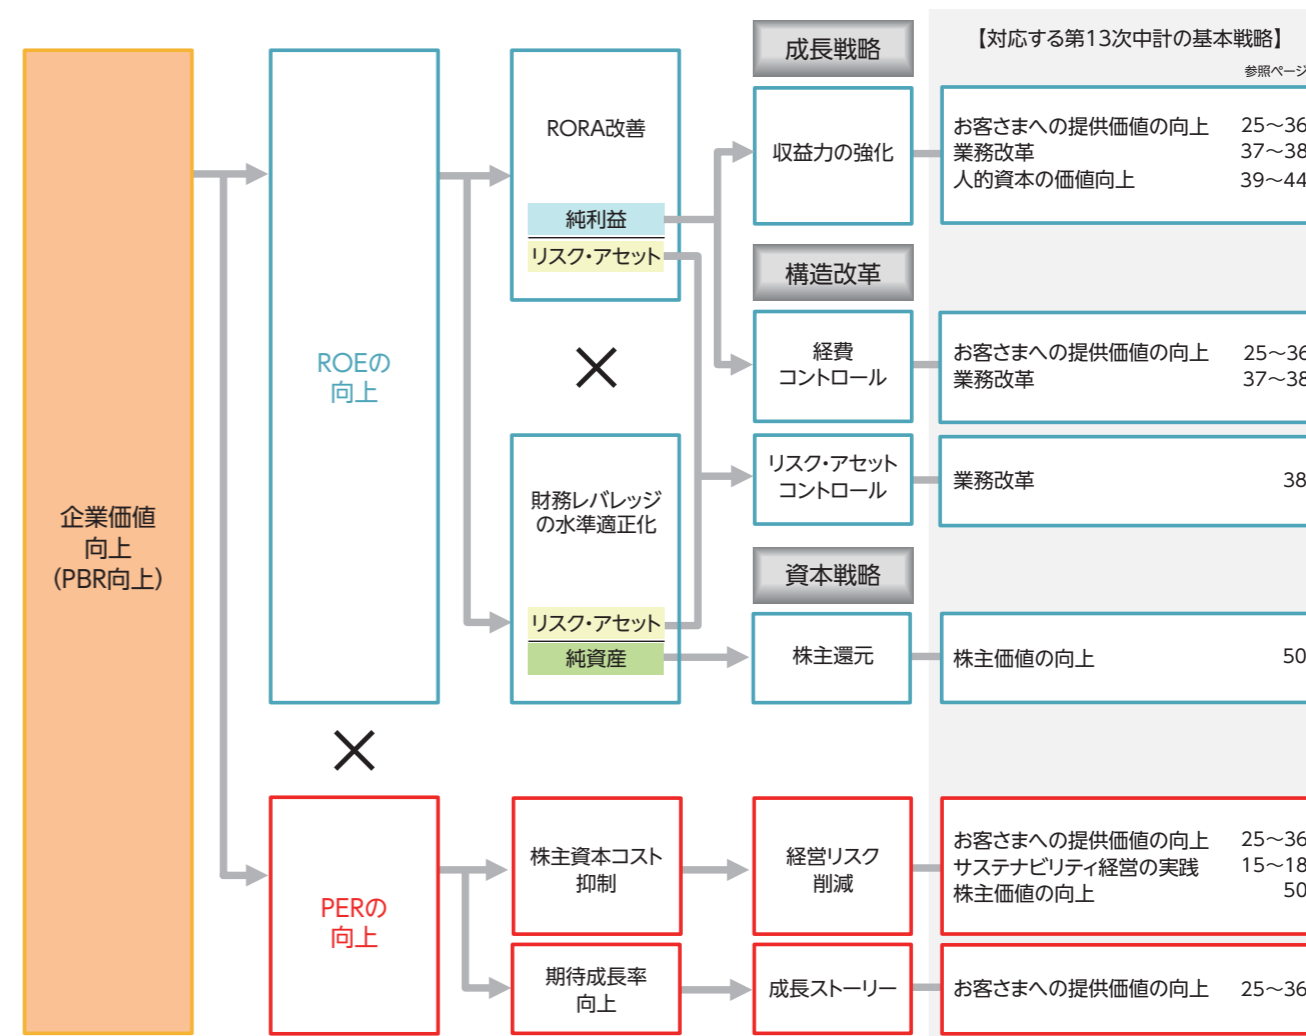 企業価値
向上
(PBR向上)
ROEの
向上
×
PERの
向上
RORA改善
純利益
リスク・アセット
×
財務レバレッジ
の水準適正化
リスク・アセット
純資産
株主資本コスト
抑制
期待成長率
向上
成長戦略
収益力の強化
構造改革
経費
コントロール
リスク・アセット
コントロール
資本戦略
株主還元
経営リスク
削減
成長ストーリー
【対応する第13次中計の基本戦略】
参照ページ
お客さまへの提供価値の向上 25〜36
業務改革 37〜38
人的資本の価値向上 39〜44
お客さまへの提供価値の向上 25〜36
業務改革 37〜38
業務改革 38
株主価値の向上 50
お客さまへの提供価値の向上 25〜36
サステナビリティ経営の実践 15〜18
株主価値の向上 50
お客さまへの提供価値の向上 25〜36